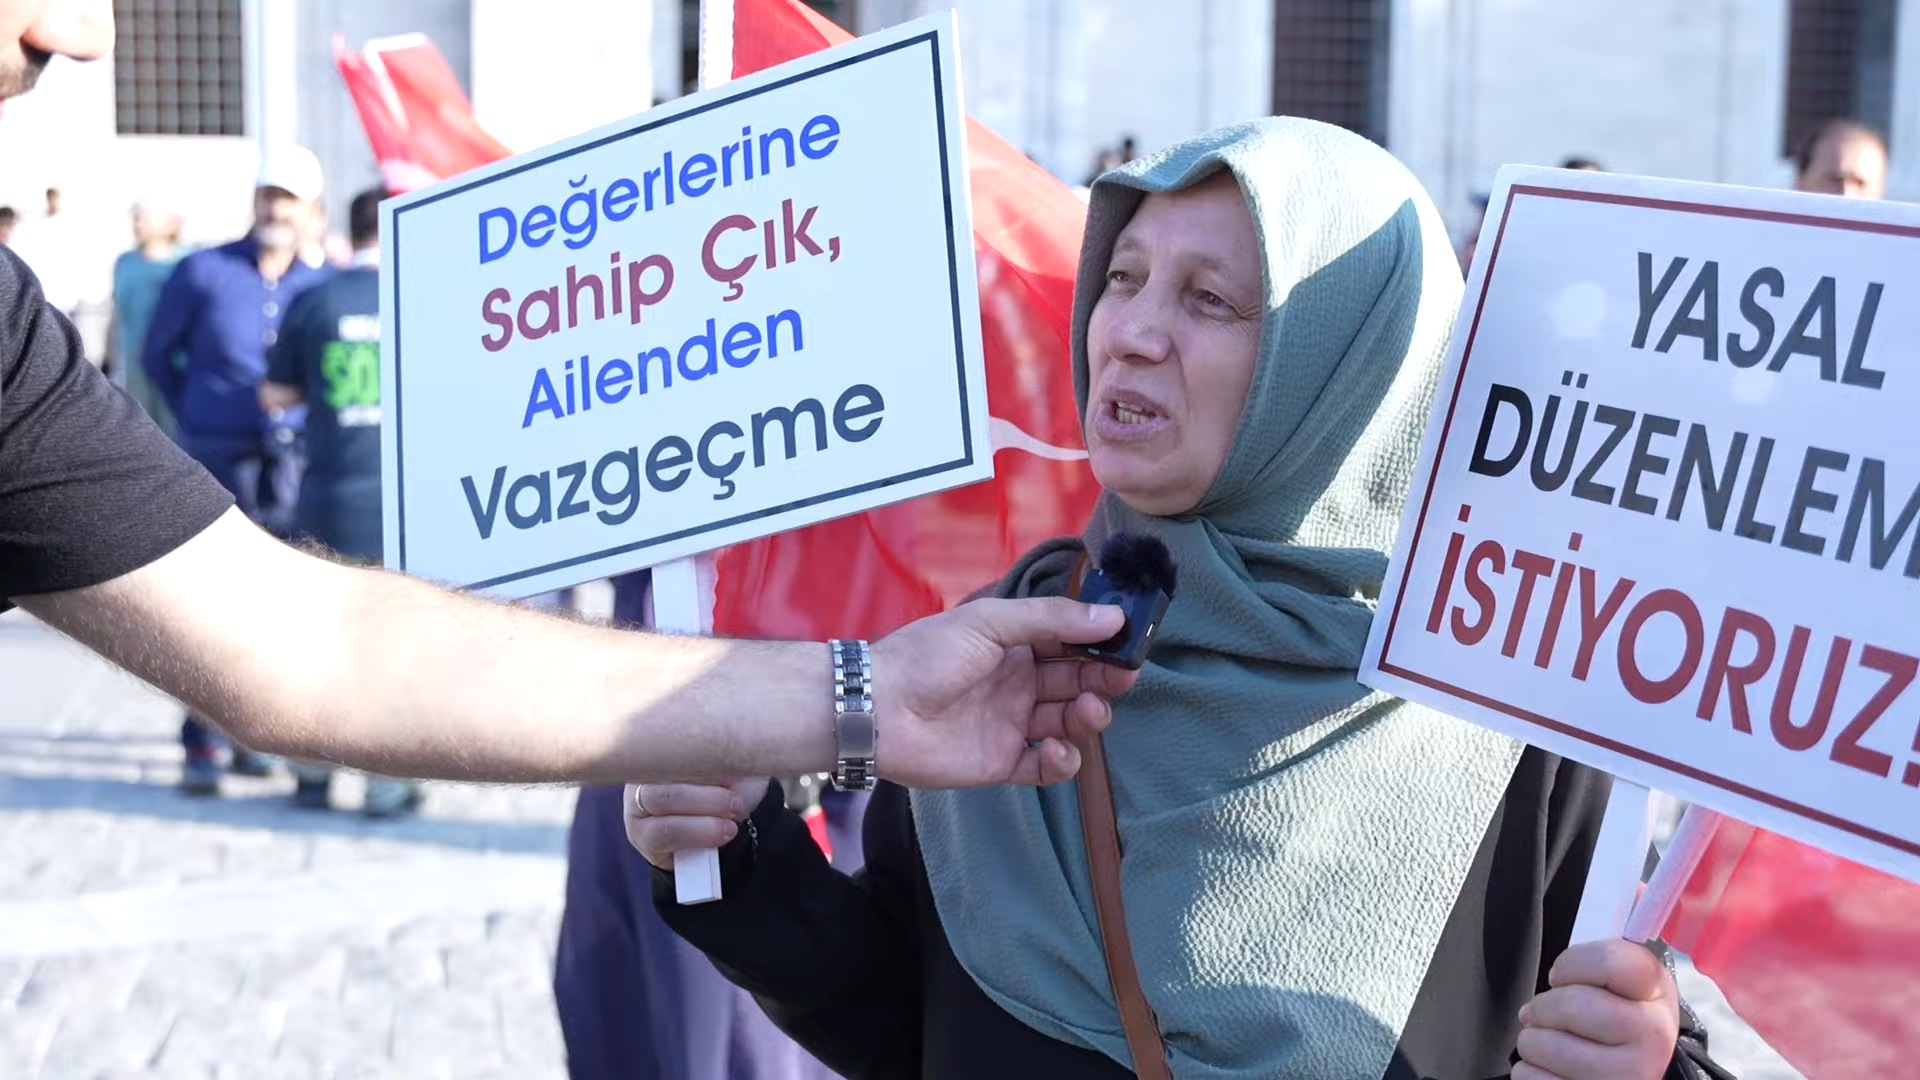 Değerlerine
Sahip Çık,
Ailenden
Vazgeçme
YASAL
DÜZENLEM
İSTİYORUZ!